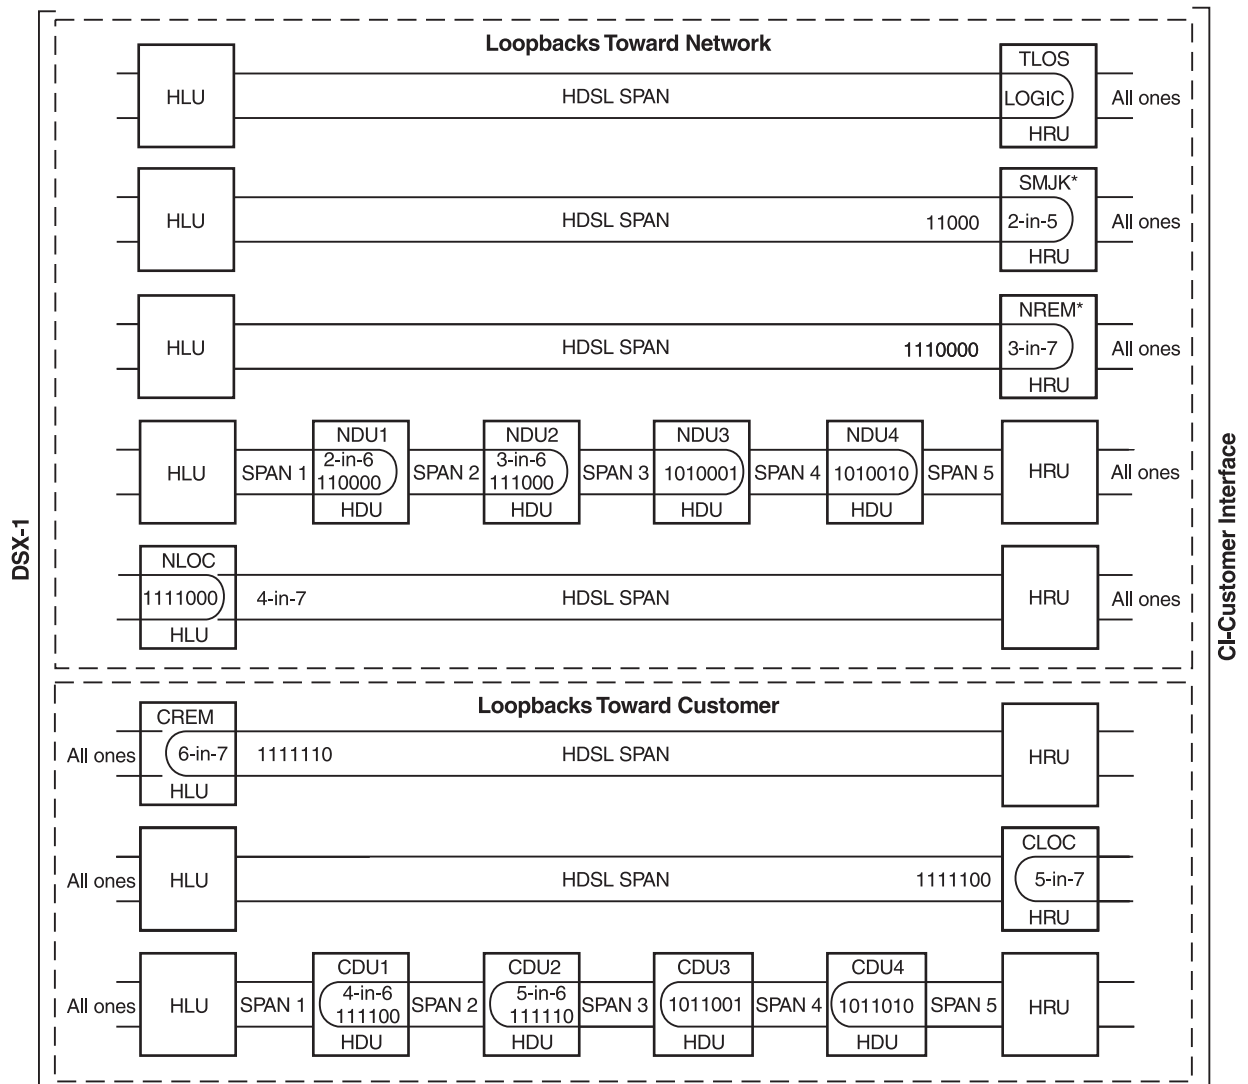 Loopbacks Toward Network
TLOS
HLU HDSL SPAN LOGIC All ones
HRU
SMJK*
HLU HDSL SPAN 11000 2-in-5 All ones
HRU
NREM*
HLU HDSL SPAN 1110000 3-in-7 All ones
HRU
NDU1 NDU2 NDU3 NDU4
2-in-6 3-in-6
HLU SPAN 1 110000 SPAN 2 111000 SPAN 3 1010001 SPAN 4 1010010 SPAN 5 HRU All ones
HDU HDU HDU HDU
NLOC
1111000 4-in-7 HDSL SPAN HRU All ones
HLU
DSX-1
CI-Customer Interface
Loopbacks Toward Customer
CREM
All ones 6-in-7 1111110 HDSL SPAN HRU
HLU
CLOC
All ones HLU HDSL SPAN 1111100 5-in-7
HRU
CDU1 CDU2 CDU3 CDU4
4-in-6 5-in-6
All ones HLU SPAN 1 111100 SPAN 2 111110 SPAN 3 1011001 SPAN 4 1011010 SPAN 5 HRU
HDU HDU HDU HDU